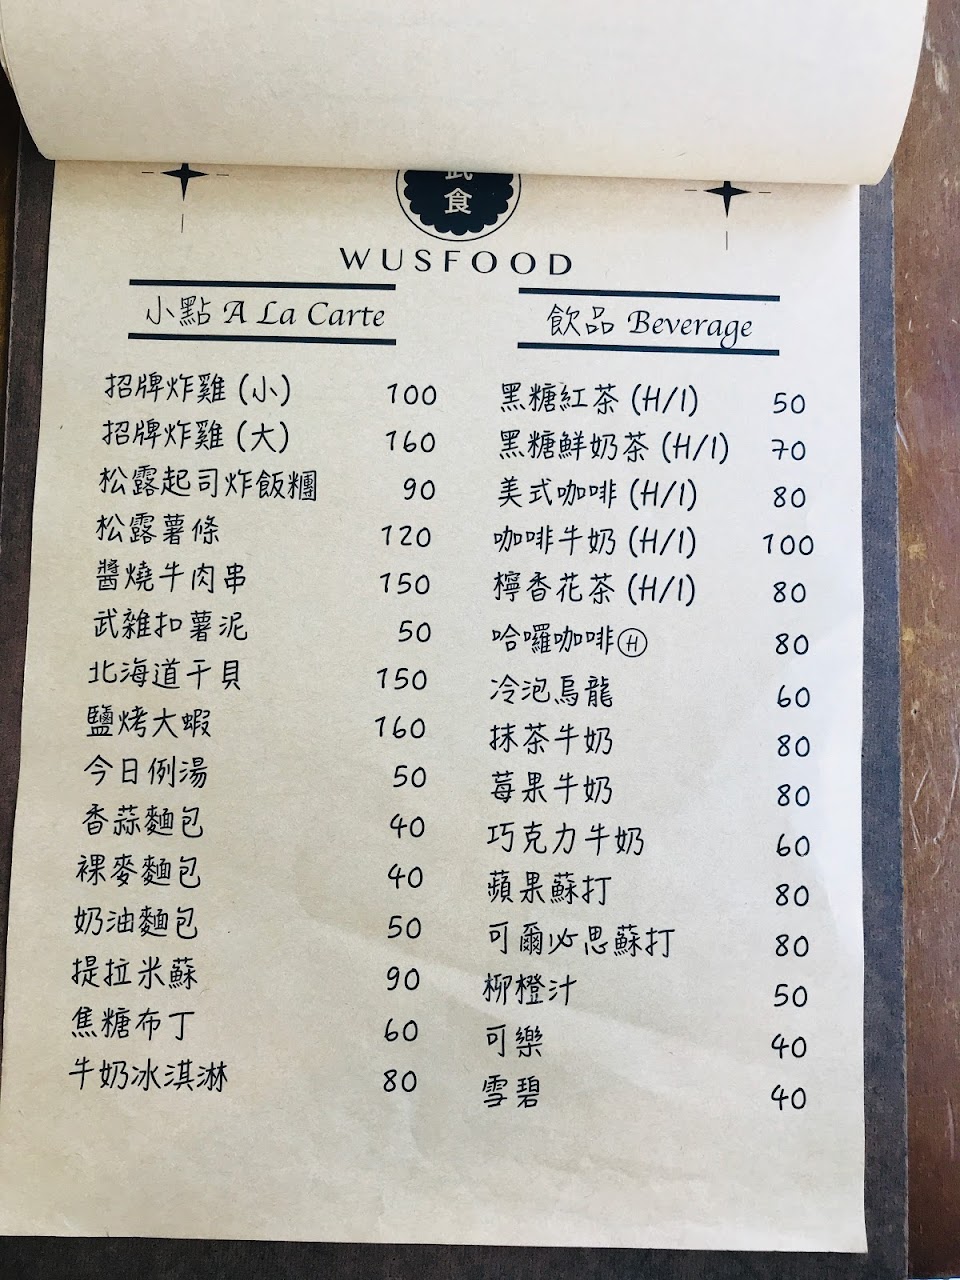 食
WUSFOOD
小點 A La Carte
招牌炸雞 (小) 100
招牌炸雞 (大) 160
松露起司炸飯糰 90
松露薯條 120
醬燒牛肉串 150
武雜扣薯泥 50
北海道干貝 150
鹽烤大蝦 160
今日例湯 50
香蒜麵包 40
裸麥麵包 40
奶油麵包 50
提拉米蘇 90
焦糖布丁 60
牛奶冰淇淋 80
飲品 Beverage
黑糖紅茶 (H/I) 50
黑糖鮮奶茶 (H/I) 70
美式咖啡 (H/I) 80
咖啡牛奶 (H/I) 100
檸香花茶 (H/I) 80
哈囉咖啡Ⓗ 80
冷泡烏龍 60
抹茶牛奶 80
莓果牛奶 80
巧克力牛奶 60
蘋果蘇打 80
可爾必思蘇打 80
柳橙汁 50
可樂 40
雪碧 40